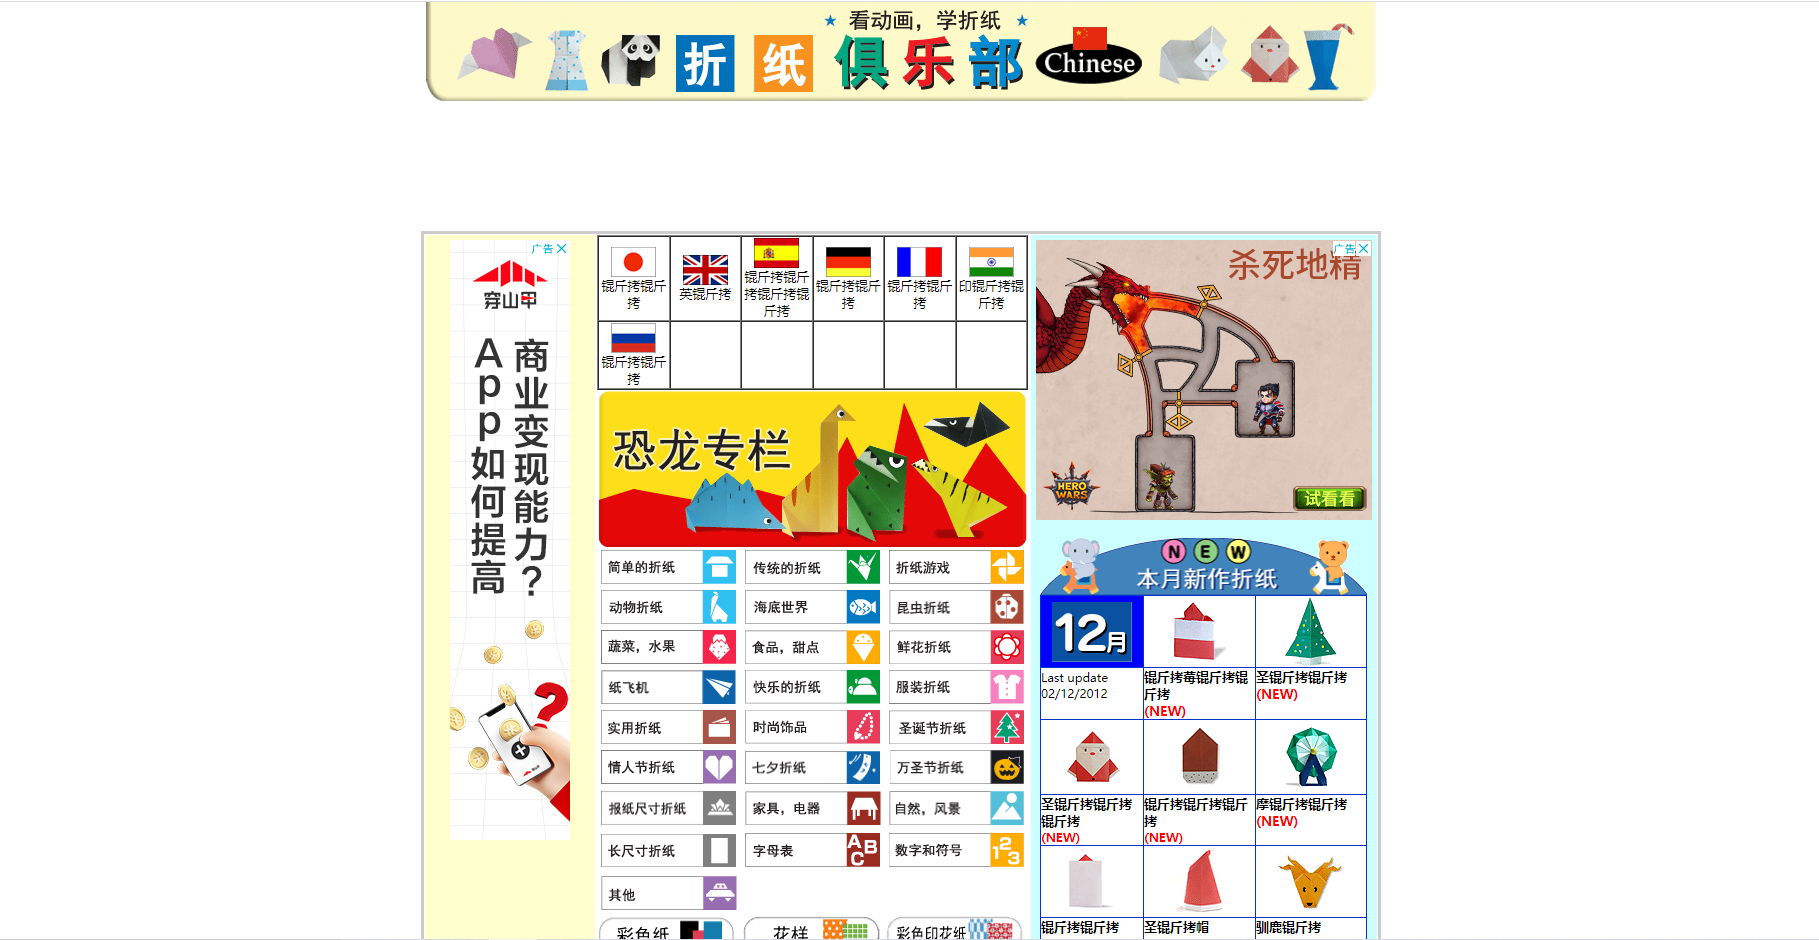 看动画，学折纸
折纸俱乐部 Chinese
广告
穿山甲
商业变现能力？
App如何提高
锟斤拷锟斤拷
英锟斤拷
锟斤拷锟斤拷锟斤拷锟斤拷
锟斤拷锟斤拷
锟斤拷锟斤拷
印锟斤拷锟斤拷
锟斤拷锟斤拷
恐龙专栏
简单的折纸
传统的折纸
折纸游戏
动物折纸
海底世界
昆虫折纸
蔬菜，水果
食品，甜点
鲜花折纸
纸飞机
快乐的折纸
服装折纸
实用折纸
时尚饰品
圣诞节折纸
情人节折纸
七夕折纸
万圣节折纸
报纸尺寸折纸
家具，电器
自然，风景
长尺寸折纸
字母表
ABC
数字和符号
123
其他
彩色纸
花样
彩色印花纸
广告
杀死地精
HERO WARS
试看看
NEW
本月新作折纸
12月
Last update
02/12/2012
锟斤拷莓锟斤拷锟斤拷
(NEW)
圣锟斤拷锟斤拷
(NEW)
圣锟斤拷锟斤拷锟斤拷
(NEW)
锟斤拷锟斤拷锟斤拷
(NEW)
摩锟斤拷锟斤拷
(NEW)
锟斤拷锟斤拷
圣锟斤拷帽
驯鹿锟斤拷